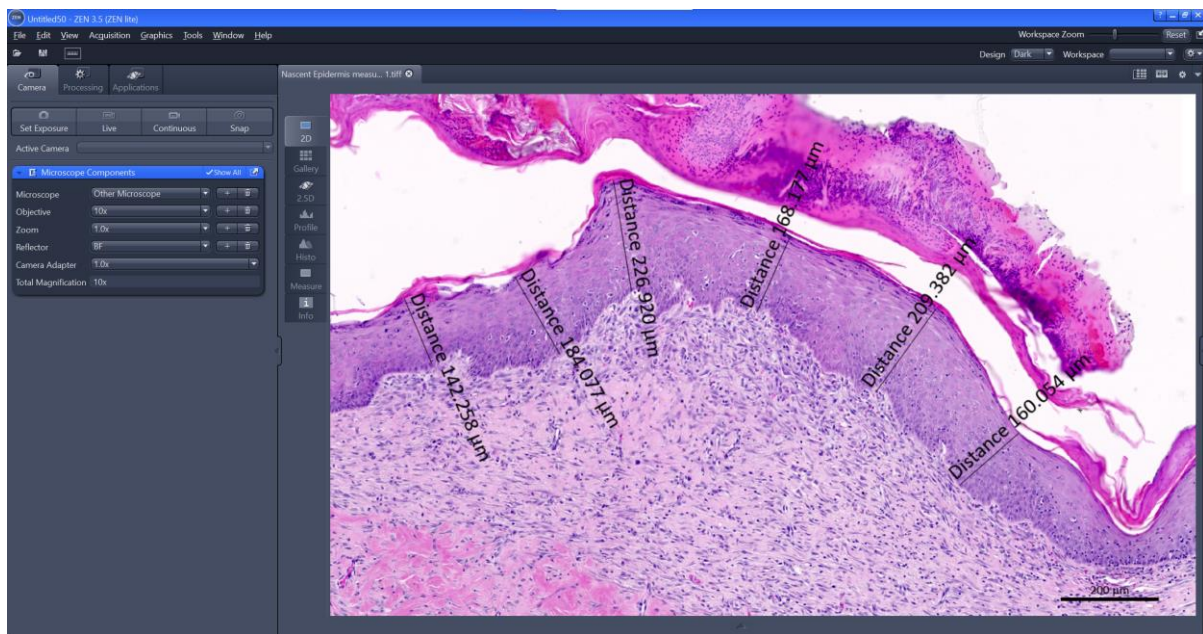 ZEN Untitled50 - ZEN 3.5 (ZEN lite)
File Edit View Acquisition Graphics Tools Window Help
Workspace Zoom Reset
Design Dark Workspace
Camera Processing Applications
Nascent Epidermis measu... 1.tiff
Set Exposure Live Continuous Snap
Active Camera
Microscope Components Show All
Microscope Other Microscope
Objective 10x
Zoom 1.0x
Reflector BF
Camera Adapter 1.0x
Total Magnification 10x
2D
Gallery
2.5D
Profile
Histo
Measure
Info
Distance 142.258 µm
Distance 184.077 µm
Distance 226.920 µm
Distance 168.177 µm
Distance 209.382 µm
Distance 160.054 µm
200 µm